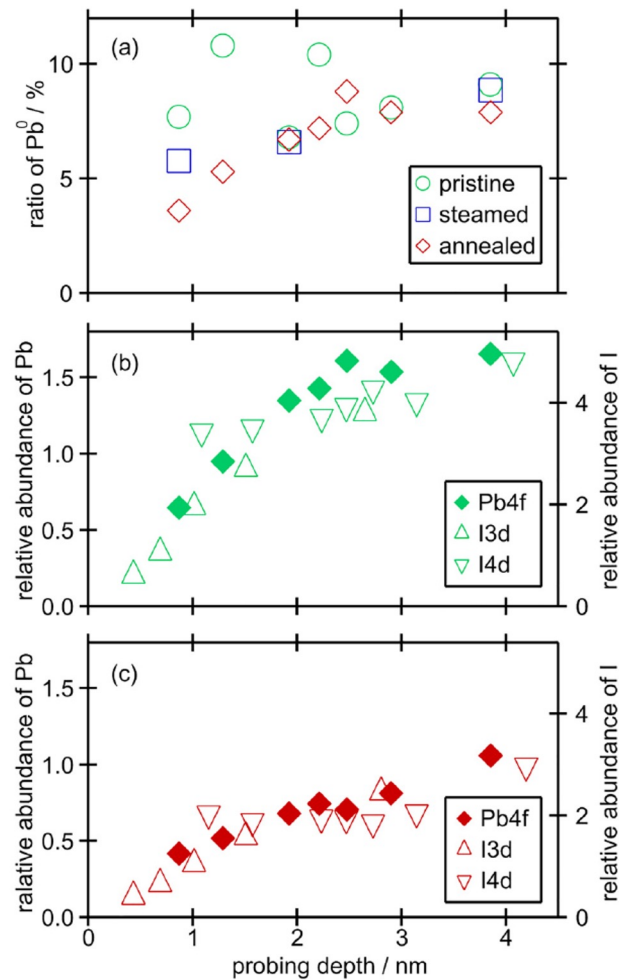 (a)
ratio of Pb0 / %
10
5
0
pristine
steamed
annealed
(b)
relative abundance of Pb
1.5
1.0
0.5
0.0
relative abundance of I
4
2
0
Pb4f
I3d
I4d
(c)
ralative abundance of Pb
1.5
1.0
0.5
0.0
relative abundance of I
4
2
0
Pb4f
I3d
I4d
0 1 2 3 4
probing depth / nm